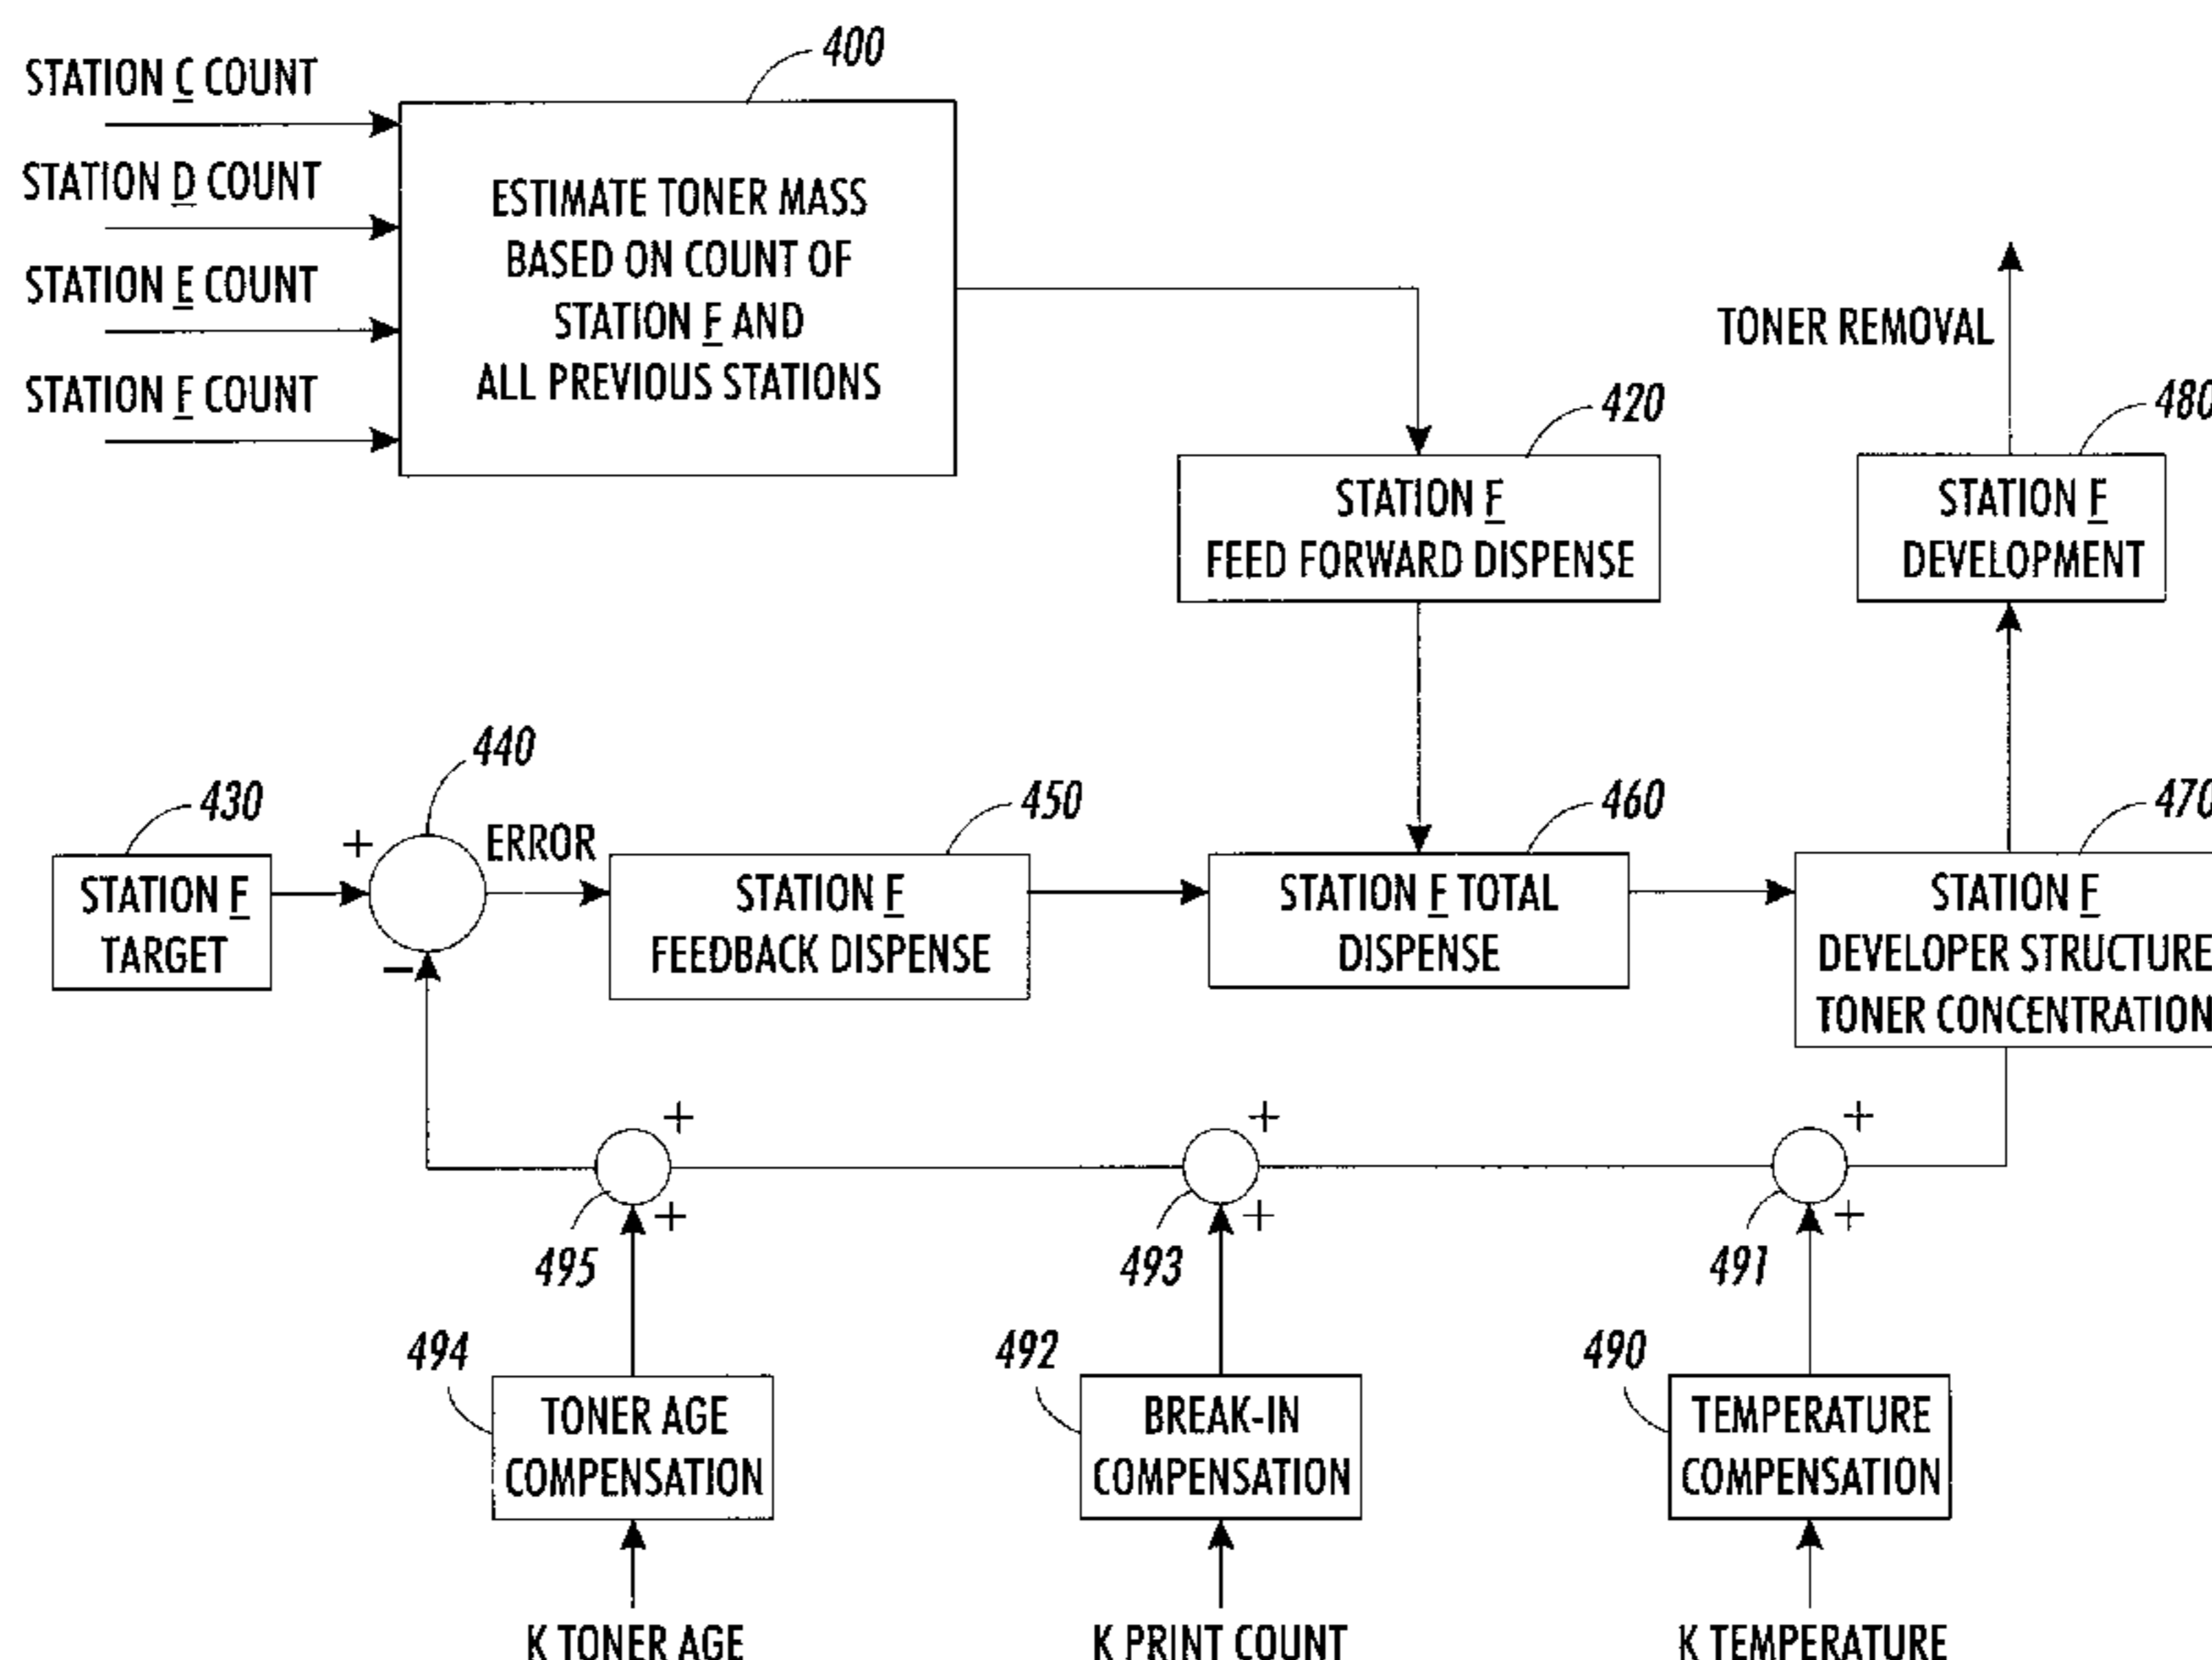 400
STATION C COUNT
STATION D COUNT
STATION E COUNT
STATION F COUNT
ESTIMATE TONER MASS
BASED ON COUNT OF
STATION F AND
ALL PREVIOUS STATIONS
TONER REMOVAL
420
480
STATION F
FEED FORWARD DISPENSE
STATION F
DEVELOPMENT
440
430
+
ERROR
450
460
470
STATION F
TARGET
−
STATION F
FEEDBACK DISPENSE
STATION F TOTAL
DISPENSE
STATION F
DEVELOPER STRUCTURE
TONER CONCENTRATION
+
+
+
+
+
+
495
493
491
494
492
490
TONER AGE
COMPENSATION
BREAK-IN
COMPENSATION
TEMPERATURE
COMPENSATION
K TONER AGE
K PRINT COUNT
K TEMPERATURE